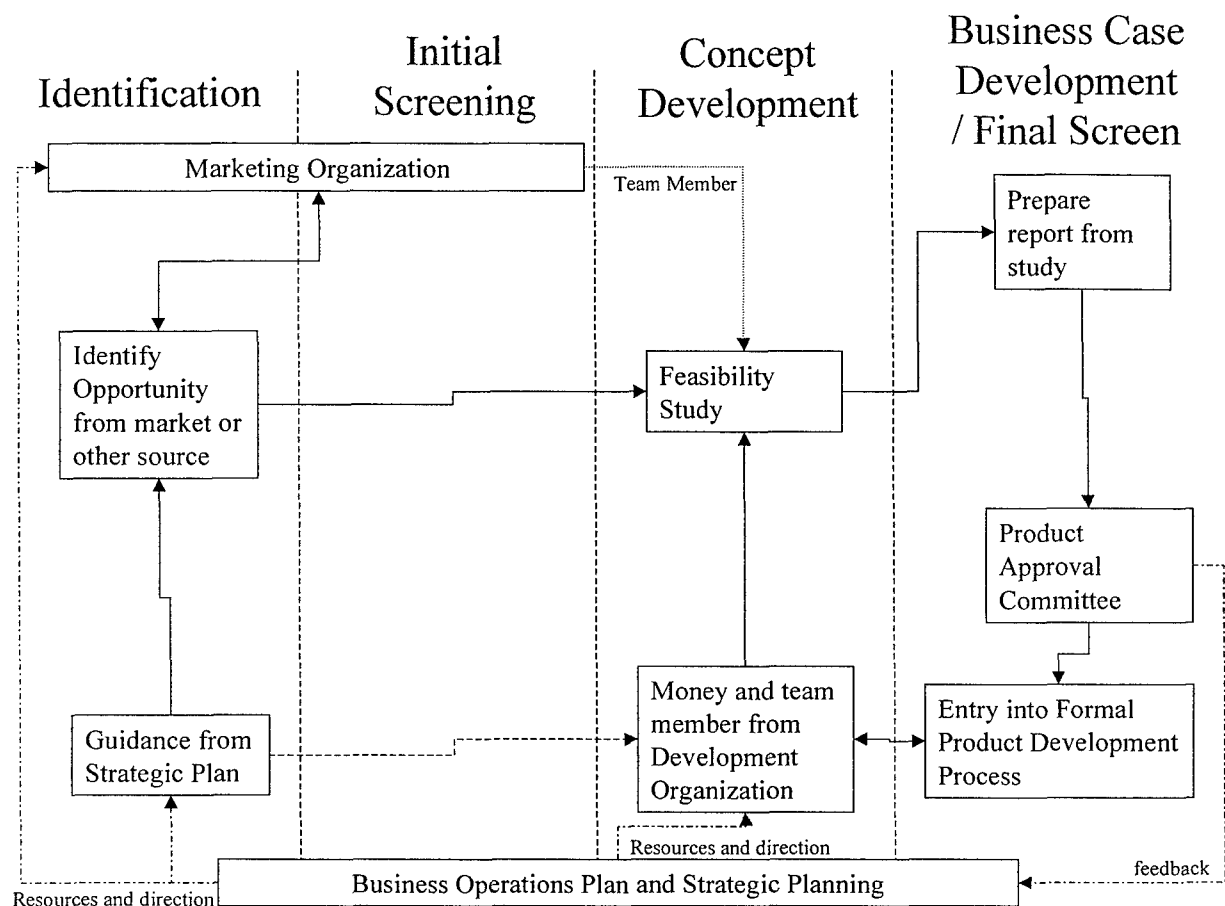 Identification
Initial
Screening
Concept
Development
Business Case
Development
/ Final Screen
Marketing Organization
Team Member
Prepare
report from
study
Identify
Opportunity
from market or
other source
Feasibility
Study
Product
Approval
Committee
Guidance from
Strategic Plan
Money and team
member from
Development
Organization
Entry into Formal
Product Development
Process
Resources and direction
Business Operations Plan and Strategic Planning
feedback
Resources and direction